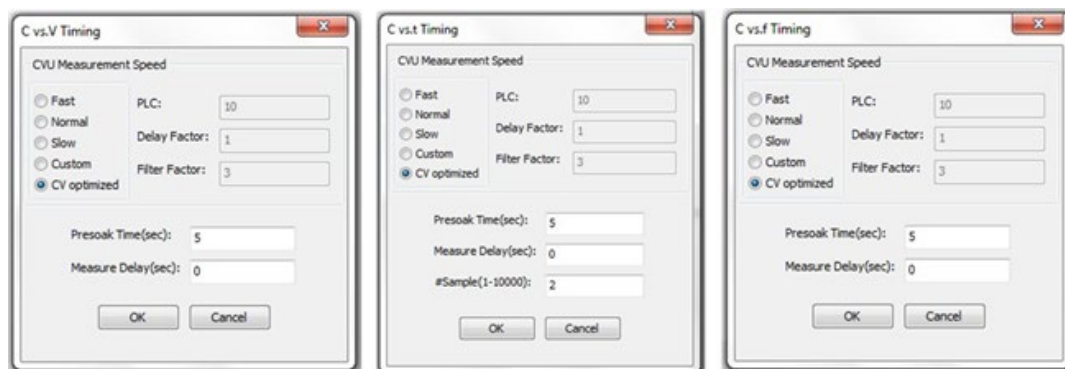 C vs.V Timing
CVU Measurement Speed
Fast
Normal
Slow
Custom
CV optimized
PLC: 10
Delay Factor: 1
Filter Factor: 3
Presoak Time(sec): 5
Measure Delay(sec): 0
OK Cancel
C vs.t Timing
CVU Measurement Speed
Fast
Normal
Slow
Custom
CV optimized
PLC: 10
Delay Factor: 1
Filter Factor: 3
Presoak Time(sec): 5
Measure Delay(sec): 0
#Sample(1-10000): 2
OK Cancel
C vs.f Timing
CVU Measurement Speed
Fast
Normal
Slow
Custom
CV optimized
PLC: 10
Delay Factor: 1
Filter Factor: 3
Presoak Time(sec): 5
Measure Delay(sec): 0
OK Cancel